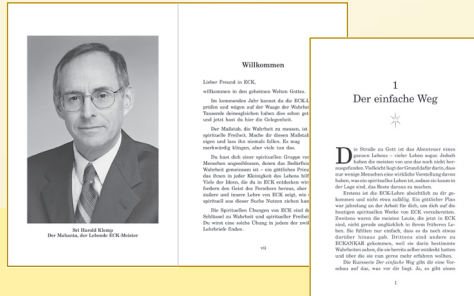 Sri Harold Klemp
Der Mahanta, der Lebende ECK-Meister
Willkommen
Lieber Freund in ECK,
willkommen in den geheimen Welten Gottes.
Im kommenden Jahr kannst du die ECK-L
prüfen und wägen auf der Waage der Wahrhei
Tausende deinesgleichen haben dies schon get
und jetzt hast du hier die Gelegenheit.
Der Maßstab, die Wahrheit zu messen, ist
spirituelle Freiheit. Mache dir diesen Maßstab
eigen und lass ihn niemals fallen. Es mag
merkwürdig klingen, aber viele tun das.
Du hast dich einer spirituellen Gruppe von
Menschen angeschlossen, denen das Bedürfnis
Wahrheit gemeinsam ist – ein göttlicher Prinz
das ihnen in jeder Kleinigkeit des Lebens hilft
Viele der Ideen, die du in ECK entdecken wir
fordern den Geist des Forschers heraus, aber
äußere und innere Lehre von ECK zeigt, wie
spirituell aus dieser Suche Nutzen ziehen kan
Die Spirituellen Übungen von ECK sind de
Schlüssel zu Wahrheit und spiritueller Freihei
Du wirst eine solche Übung in jedem der zwöl
Lehrbriefe finden.
vii
1
Der einfache Weg
Die Straße zu Gott ist das Abenteuer eines
ganzen Lebens – vieler Leben sogar. Jedoch
haben die meisten von uns das noch nicht her-
ausgefunden. Vielleicht liegt der Grund dafür darin, dass
nur wenige Menschen eine wirkliche Vorstellung davon
haben, was ein spirituelles Leben ist, sodass sie kaum in
der Lage sind, das Beste daraus zu machen.
Erstens ist die ECK-Lehre absichtlich zu dir ge-
kommen und nicht etwa zufällig. Ein göttlicher Plan
war jahrelang an der Arbeit für dich, um dich auf die
heutigen spirituellen Werke von ECK vorzubereiten.
Zweitens waren die meisten Leute, die jetzt in ECK
sind, nicht gerade unglücklich in ihren früheren Le-
ben. Sie fühlten nur einfach, dass es da noch etwas
darüber hinaus gab. Drittens sind andere zu
ECKANKAR gekommen, weil sie darin bestimmte
Wahrheiten sahen, die sie bereits selber entdeckt hatten
und über die sie nun gerne mehr erfahren wollten.
Die Kursserie Der einfache Weg gibt dir eine Vor-
schau auf das, was vor dir liegt. Ja, es gibt einen
1